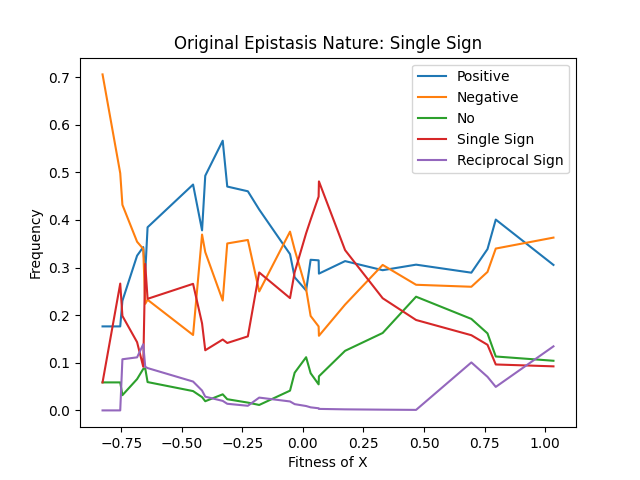 Original Epistasis Nature: Single Sign
Positive
Negative
No
Single Sign
Reciprocal Sign
Frequency
0.7
0.6
0.5
0.4
0.3
0.2
0.1
0.0
−0.75 −0.50 −0.25 0.00 0.25 0.50 0.75 1.00
Fitness of X